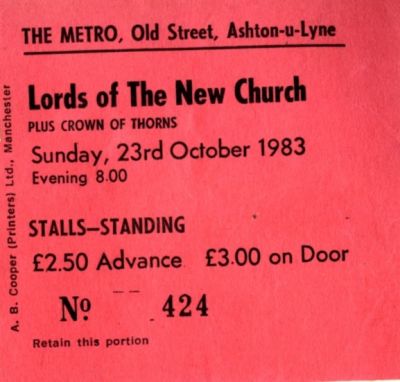 THE METRO, Old Street, Ashton-u-Lyne
Lords of The New Church
PLUS CROWN OF THORNS
Sunday, 23rd October 1983
Evening 8.00
STALLS—STANDING
£2.50 Advance £3.00 on Door
No 424
Retain this portion
A. B. Cooper (Printers) Ltd., Manchester